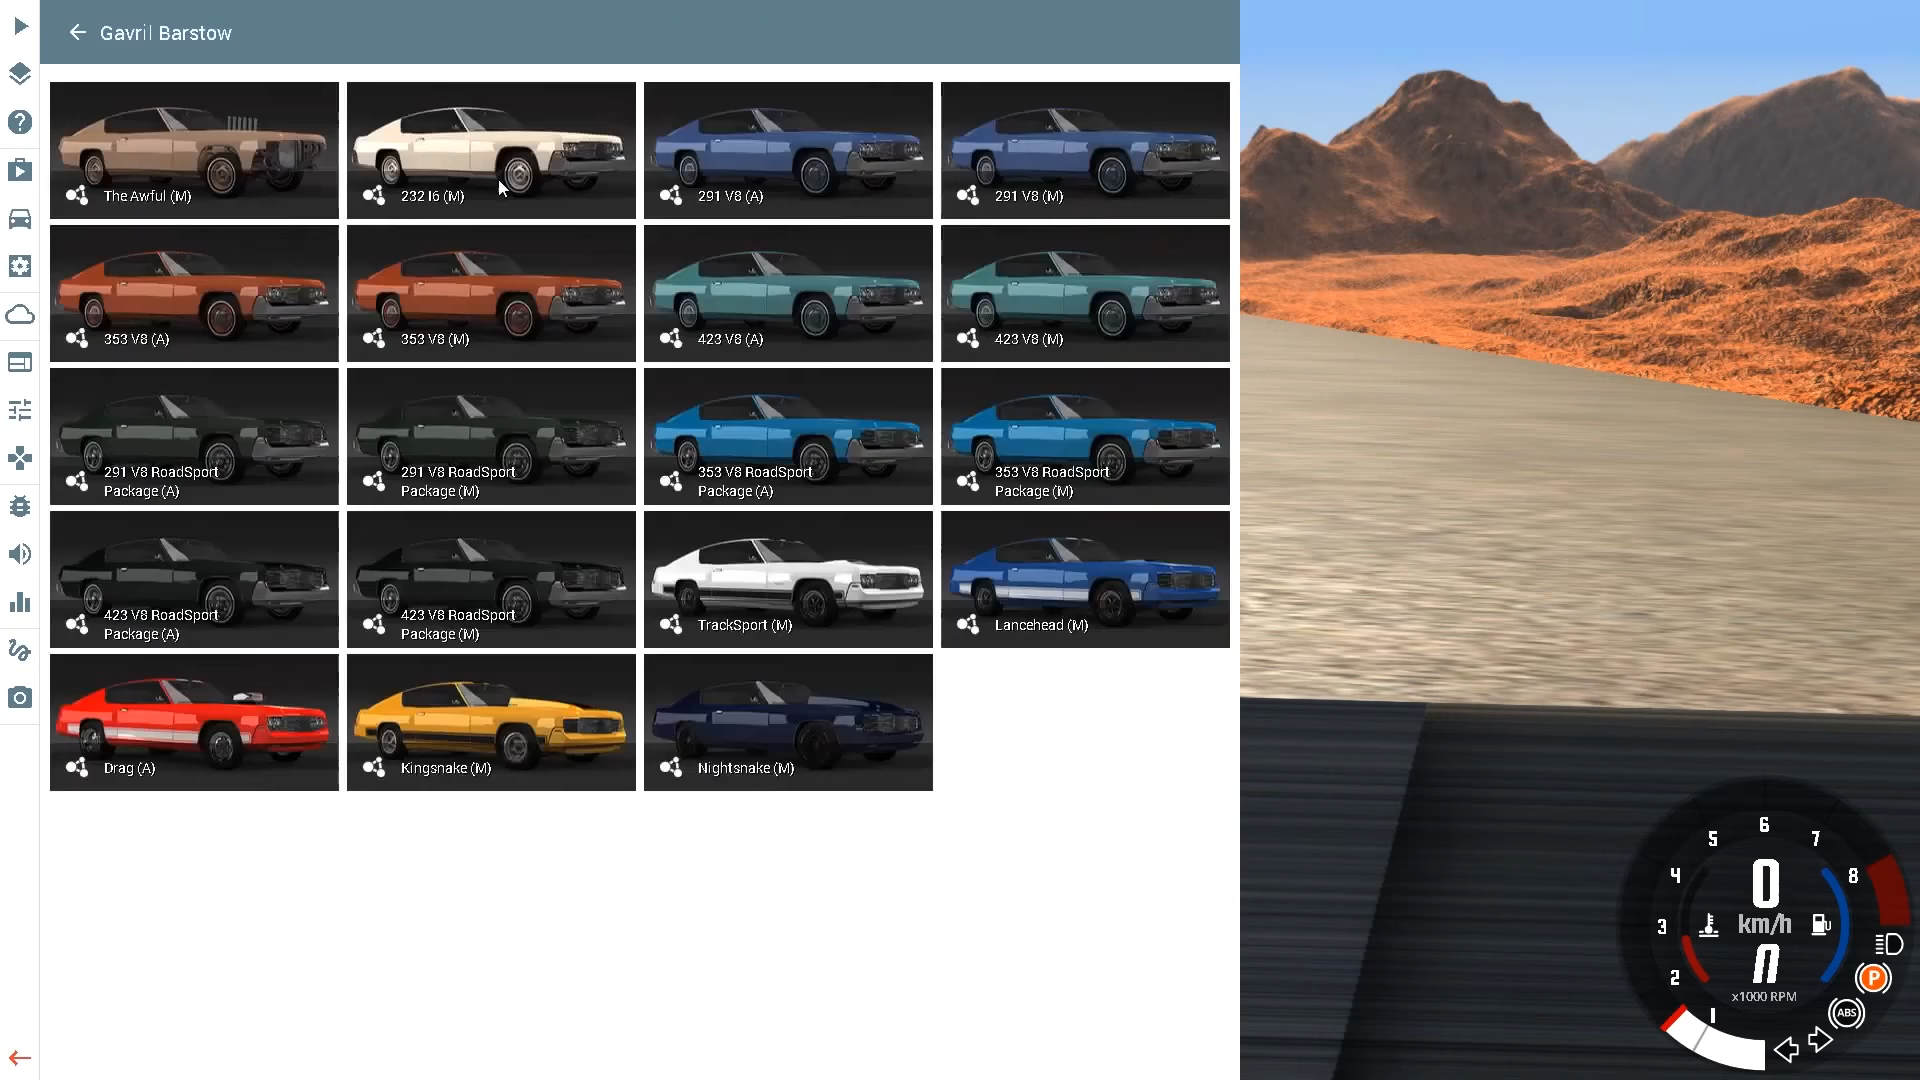 Gavril Barstow
The Awful (M)
232 I6 (M)
291 V8 (A)
291 V8 (M)
353 V8 (A)
353 V8 (M)
423 V8 (A)
423 V8 (M)
291 V8 RoadSport
Package (A)
291 V8 RoadSport
Package (M)
353 V8 RoadSport
Package (A)
353 V8 RoadSport
Package (M)
423 V8 RoadSport
Package (A)
423 V8 RoadSport
Package (M)
TrackSport (M)
Lancehead (M)
Drag (A)
Kingsnake (M)
Nightsnake (M)
1
2
3
4
5
6
7
8
0
km/h
n
x1000 RPM
P
ABS